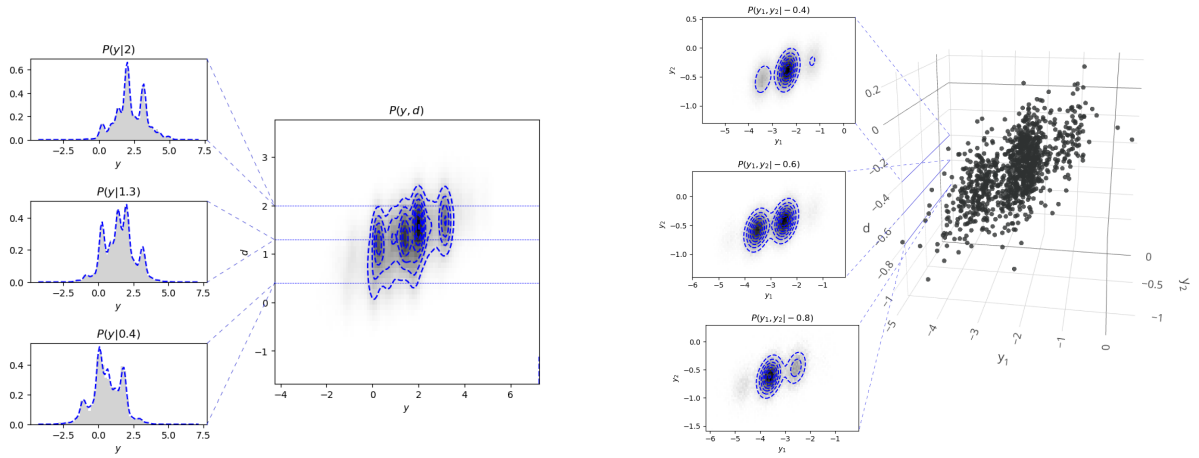 P(y|2)
0.6
0.4
0.2
0.0
−2.5 0.0 2.5 5.0 7.5
y
P(y|1.3)
0.4
0.2
0.0
−2.5 0.0 2.5 5.0 7.5
y
P(y|0.4)
0.4
0.2
0.0
−2.5 0.0 2.5 5.0 7.5
y
P(y, d)
3
2
1
0
−1
d
−4 −2 0 2 4 6
y
P(y₁, y₂| − 0.4)
0.5
0.0
−0.5
−1.0
y₂
−5 −4 −3 −2 −1 0
y₁
P(y₁, y₂| − 0.6)
0.0
−0.5
−1.0
y₂
−5 −4 −3 −2 −1
y₁
P(y₁, y₂| − 0.8)
0.0
−0.5
−1.0
−1.5
y₂
−6 −5 −4 −3 −2 −1
y₁
0.2
0
−0.2
−0.4
−0.6
−0.8
−1
d
−5
−4
−3
−2
−1
0
y₁
0
−0.5
−1
y₂